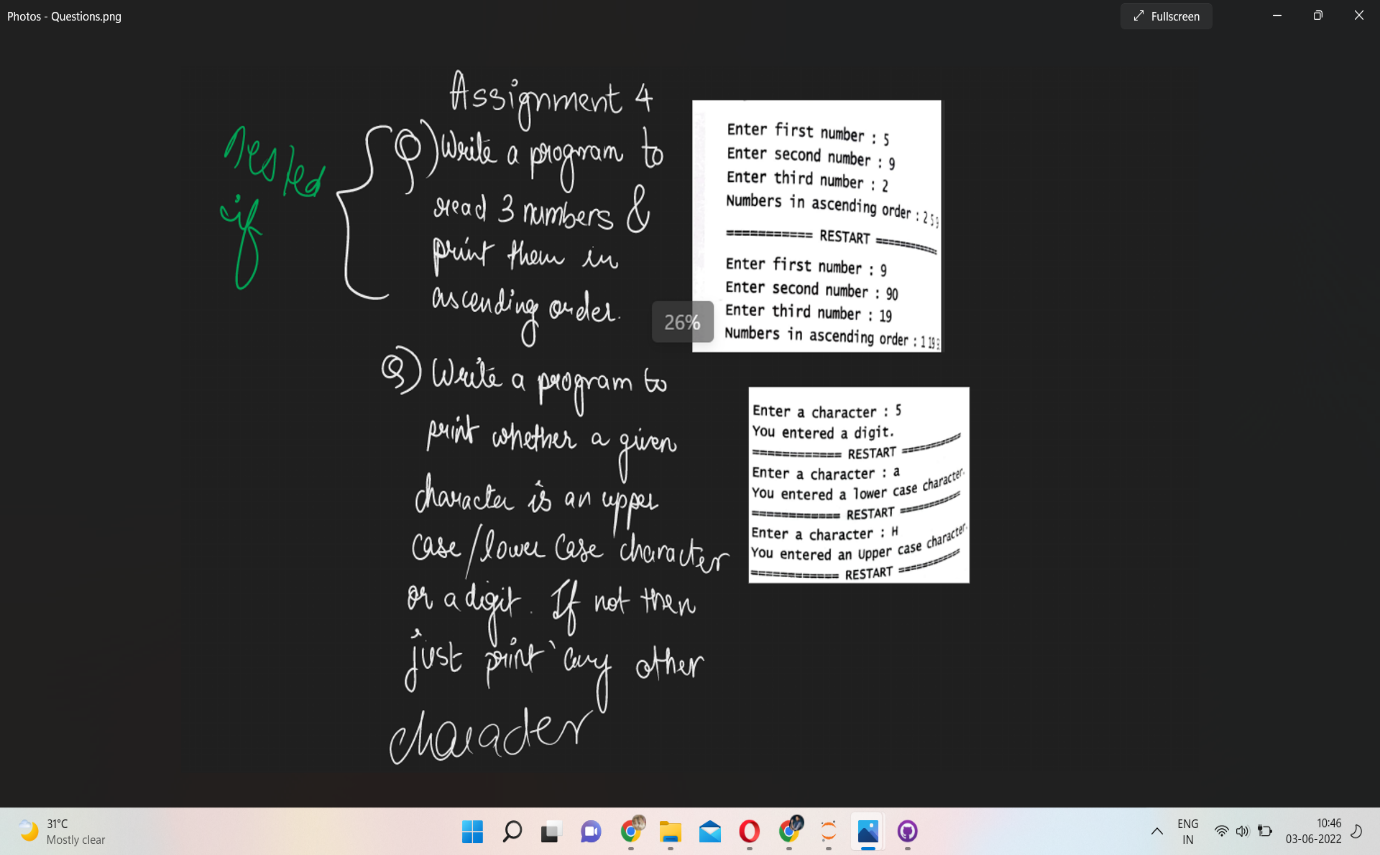 Photos - Questions.png
Fullscreen
Assignment 4
Nested
if
Q) Write a program to
read 3 numbers &
print them in
ascending order.
Enter first number : 5
Enter second number : 9
Enter third number : 2
Numbers in ascending order : 2 5 9
=========== RESTART ===========
Enter first number : 9
Enter second number : 90
Enter third number : 19
Numbers in ascending order :
26%
Q) Write a program to
print whether a given
character is an upper
case/lower case character
or a digit. If not then
just print 'any other
character
Enter a character : 5
You entered a digit.
============ RESTART ===========
Enter a character : a
You entered a lower case character.
============ RESTART ===========
Enter a character : H
You entered an Upper case character.
============ RESTART ===========
31°C
Mostly clear
ENG
IN
10:46
03-06-2022